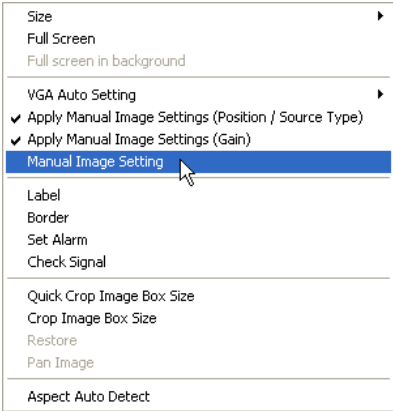 Size
Full Screen
Full screen in background
VGA Auto Setting
Apply Manual Image Settings (Position / Source Type)
Apply Manual Image Settings (Gain)
Manual Image Setting
Label
Border
Set Alarm
Check Signal
Quick Crop Image Box Size
Crop Image Box Size
Restore
Pan Image
Aspect Auto Detect